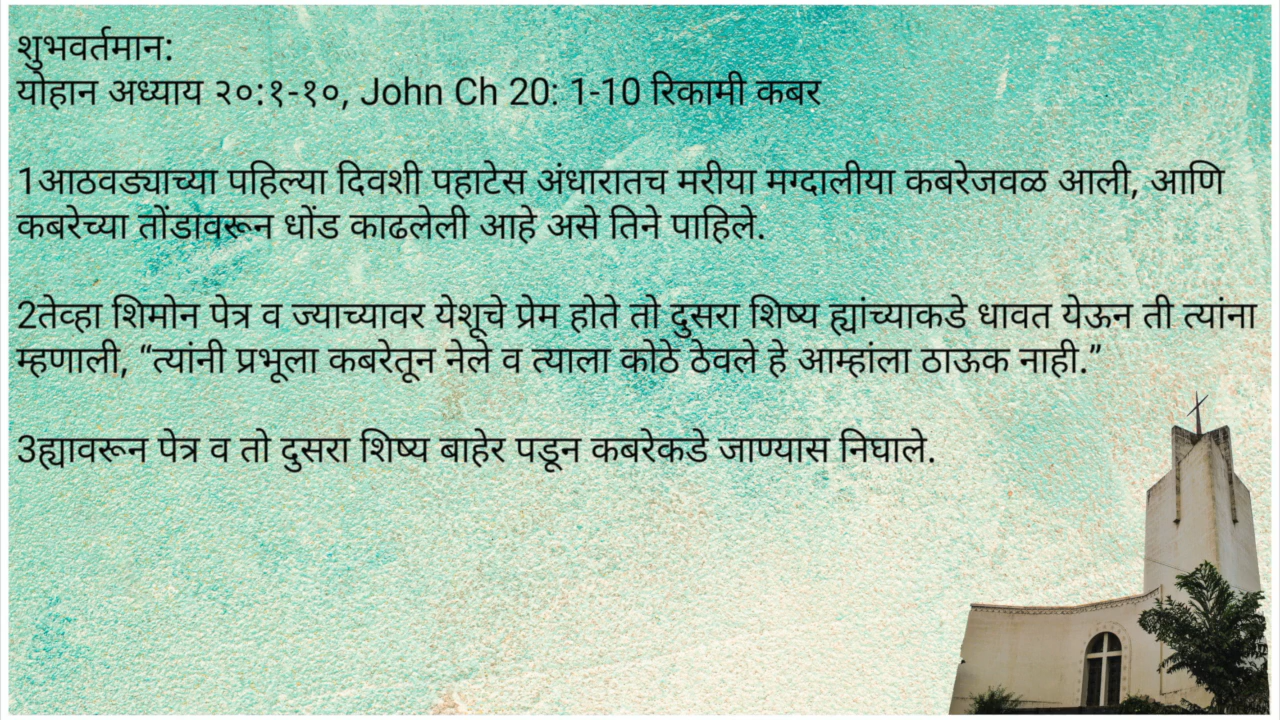 शुभवर्तमान:
योहान अध्याय २०:१-१०, John Ch 20: 1-10 रिकामी कबर
1आठवड्याच्या पहिल्या दिवशी पहाटेस अंधारातच मरीया मग्दालीया कबरेजवळ आली, आणि
कबरेच्या तोंडावरून धोंड काढलेली आहे असे तिने पाहिले.
2तेव्हा शिमोन पेत्र व ज्याच्यावर येशूचे प्रेम होते तो दुसरा शिष्य ह्यांच्याकडे धावत येऊन ती त्यांना
म्हणाली, “त्यांनी प्रभूला कबरेतून नेले व त्याला कोठे ठेवले हे आम्हांला ठाऊक नाही.”
3ह्यावरून पेत्र व तो दुसरा शिष्य बाहेर पडून कबरेकडे जाण्यास निघाले.